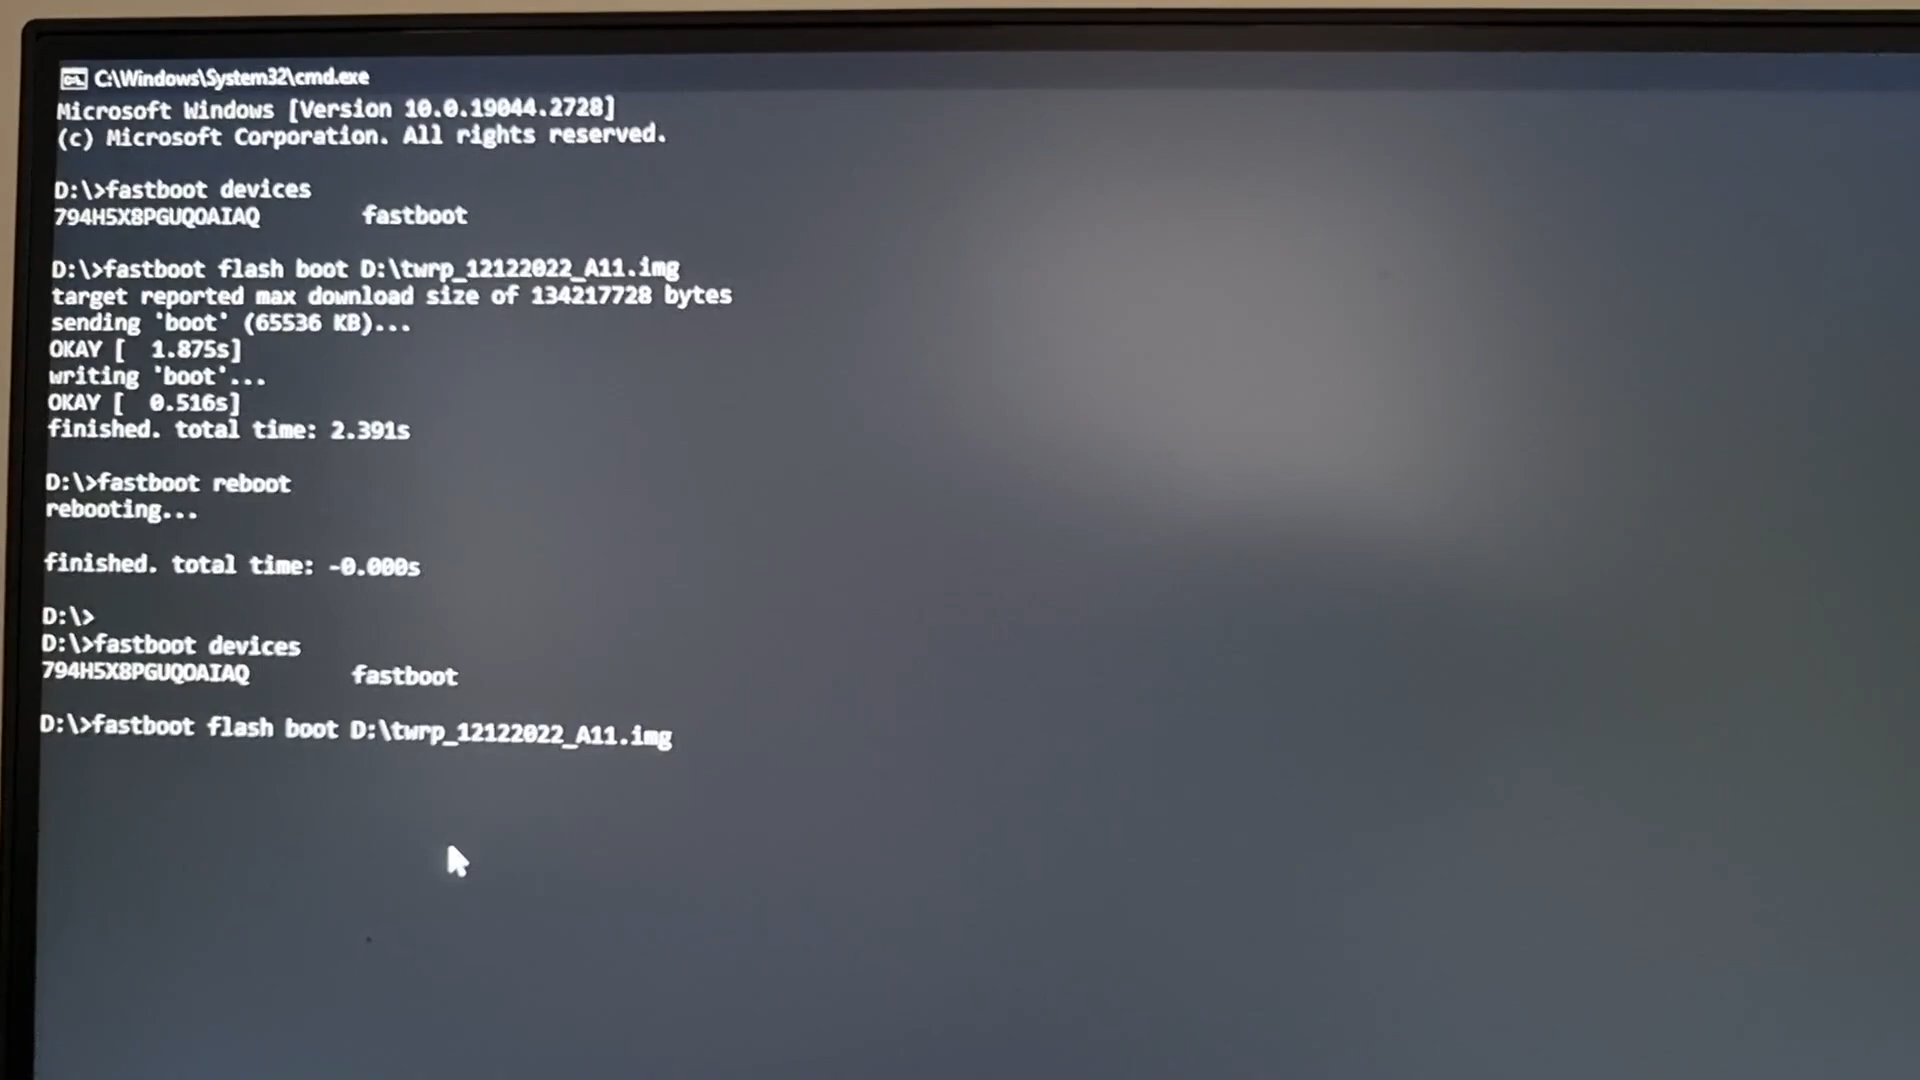 C:\Windows\System32\cmd.exe
Microsoft Windows [Version 10.0.19044.2728]
(c) Microsoft Corporation. All rights reserved.
D:\>fastboot devices
794H5X8PGUQOAIAQ fastboot
D:\>fastboot flash boot D:\twrp_12122022_A11.img
target reported max download size of 134217728 bytes
sending 'boot' (65536 KB)...
OKAY [ 1.875s]
writing 'boot'...
OKAY [ 0.516s]
finished. total time: 2.391s
D:\>fastboot reboot
rebooting...
finished. total time: -0.000s
D:\>
D:\>fastboot devices
794H5X8PGUQOAIAQ fastboot
D:\>fastboot flash boot D:\twrp_12122022_A11.img